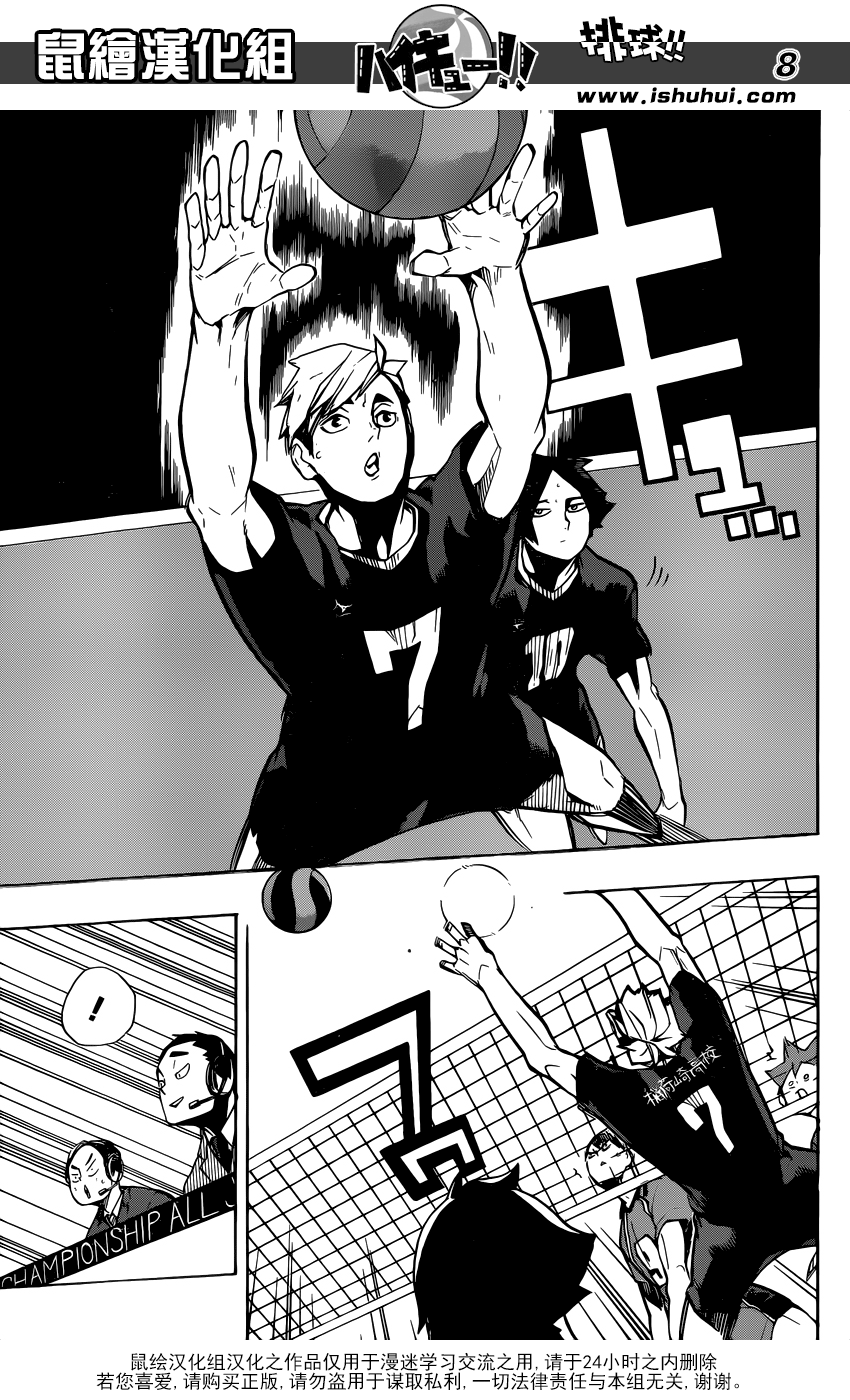 鼠繪漢化組
ハイキュー!!
排球!!
8
www.ishuhui.com
キュ...
7
10
!
CHAMPIONSHIP ALL J
フワ
稲荷崎高校
7
鼠绘汉化组汉化之作品仅用于漫迷学习交流之用, 请于24小时之内删除
若您喜爱, 请购买正版, 请勿盗用于谋取私利, 一切法律责任与本组无关, 谢谢。